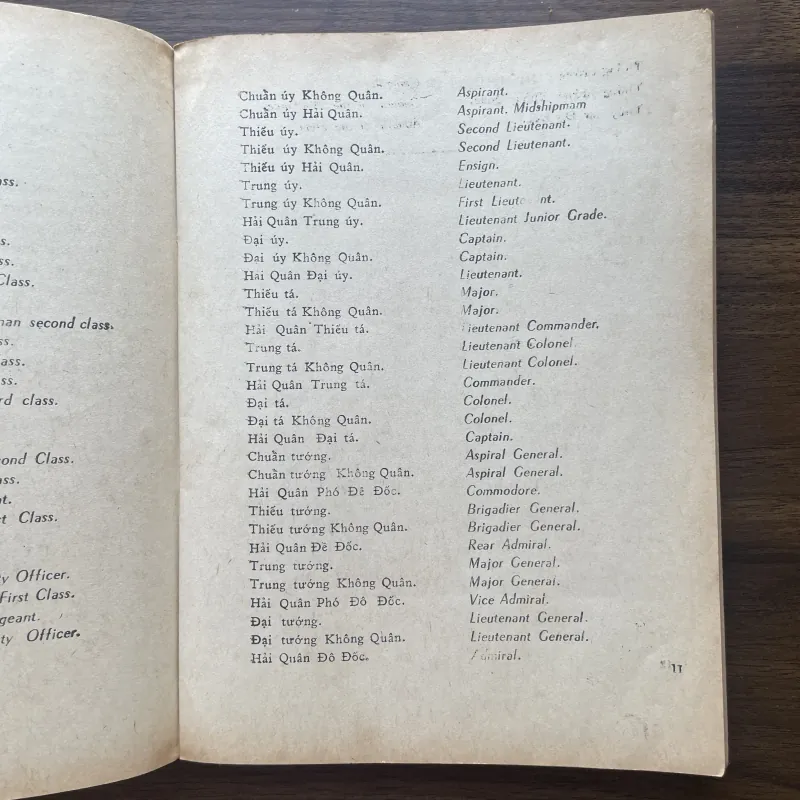 ss.
s.
ss.
Class.
man second class.
ss.
ass.
ss.
rd class.
ond Class.
ass.
nt.
t Class.
ty Officer.
First Class.
geant.
ty Officer.
Chuẩn úy Không Quân. Aspirant.
Chuẩn úy Hải Quân. Aspirant. Midshipmam
Thiếu úy. Second Lieutenant.
Thiếu úy Không Quân. Second Lieutenant.
Thiếu úy Hải Quân. Ensign.
Trung úy. Lieutenant.
Trung úy Không Quân. First Lieute nt.
Hải Quân Trung úy. Lieutenant Junior Grade.
Đại úy. Captain.
Đại úy Không Quân. Captain.
Hải Quân Đại úy. Lieutenant.
Thiếu tá. Major.
Thiếu tá Không Quân. Major.
Hải Quân Thiếu tá. Lieutenant Commander.
Trung tá. Lieutenant Colonel.
Trung tá Không Quân. Lieutenant Colonel.
Hải Quân Trung tá. Commander.
Đại tá. Colonel.
Đại tá Không Quân. Colonel.
Hải Quân Đại tá. Captain.
Chuẩn tướng. Aspiral General.
Chuẩn tướng Không Quân. Aspiral General.
Hải Quân Phó Đề Đốc. Commodore.
Thiếu tướng. Brigadier General.
Thiếu tướng Không Quân. Brigadier General.
Hải Quân Đề Đốc. Rear Admiral.
Trung tướng. Major General.
Trung tướng Không Quân. Major General.
Hải Quân Phó Đô Đốc. Vice Admiral.
Đại tướng. Lieutenant General.
Đại tướng Không Quân. Lieutenant General.
Hải Quân Đô Đốc. Admiral.
11